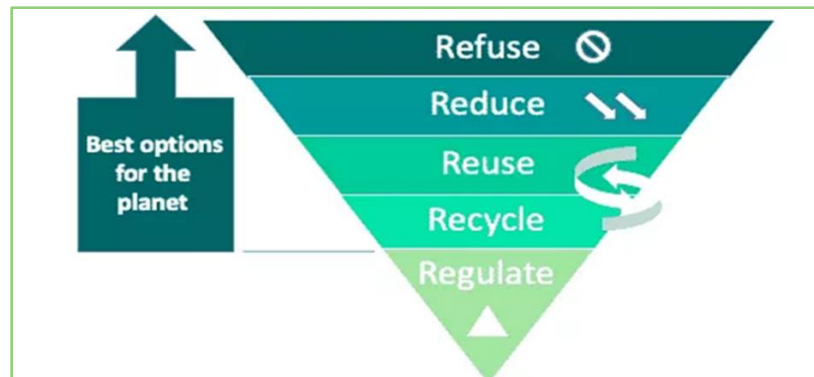 Refuse
Reduce
Best options
for the
planet
Reuse
Recycle
Regulate